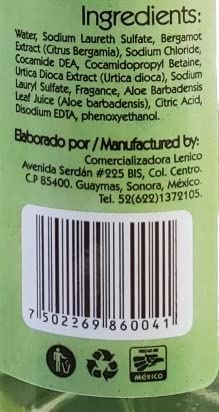 Ingredients:
Water, Sodium Laureth Sulfate, Bergamot
Extract (Citrus Bergamia), Sodium Chloride,
Cocamide DEA, Cocamidopropyl Betaine,
Urtica Dioca Extract (Urtica dioca), Sodium
Lauryl Sulfate, Fragance, Aloe Barbadensis
Leaf Juice (Aloe barbadensis), Citric Acid,
Disodium EDTA, phenoxyethanol.
Elaborado por / Manufactured by:
Comercializadora Lenico
Avenida Serdán #225 BIS, Col. Centro.
C.P 85400. Guaymas, Sonora, México.
Tel. 52(622)1372105.
7 502269 860041
HECHO EN
MÉXICO